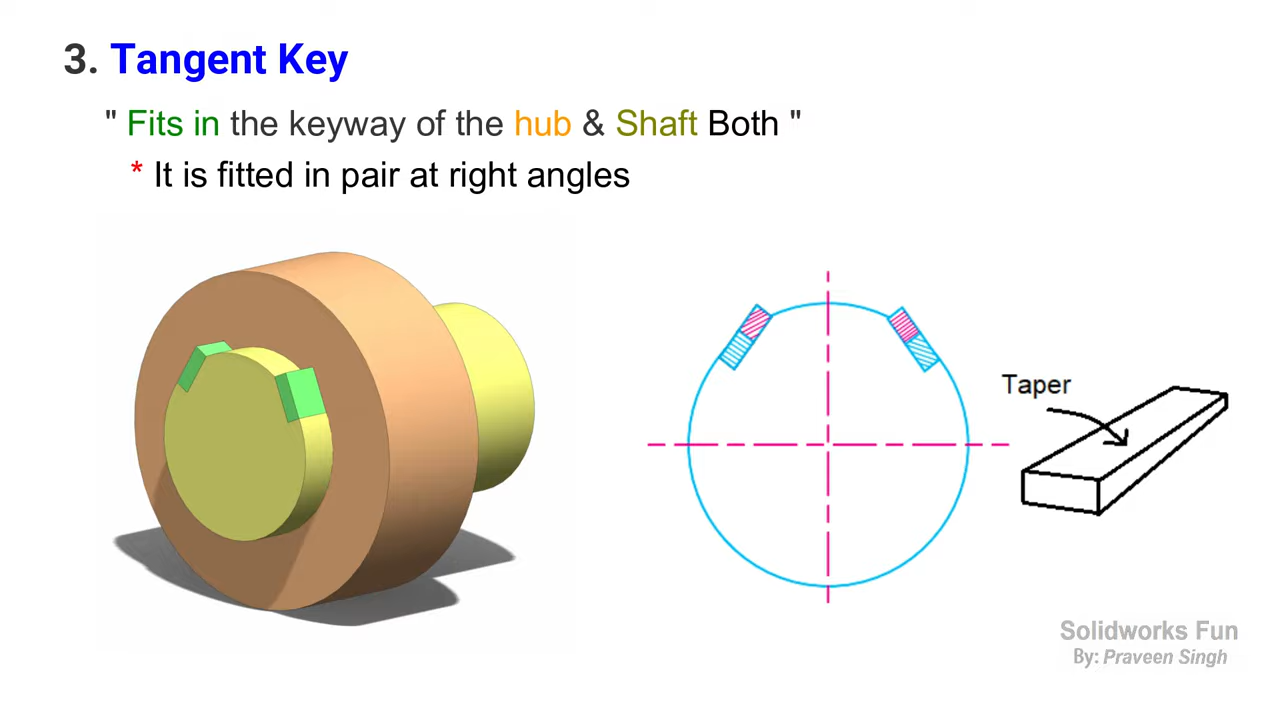 3. Tangent Key
" Fits in the keyway of the hub & Shaft Both "
* It is fitted in pair at right angles
Taper
Solidworks Fun
By: Praveen Singh